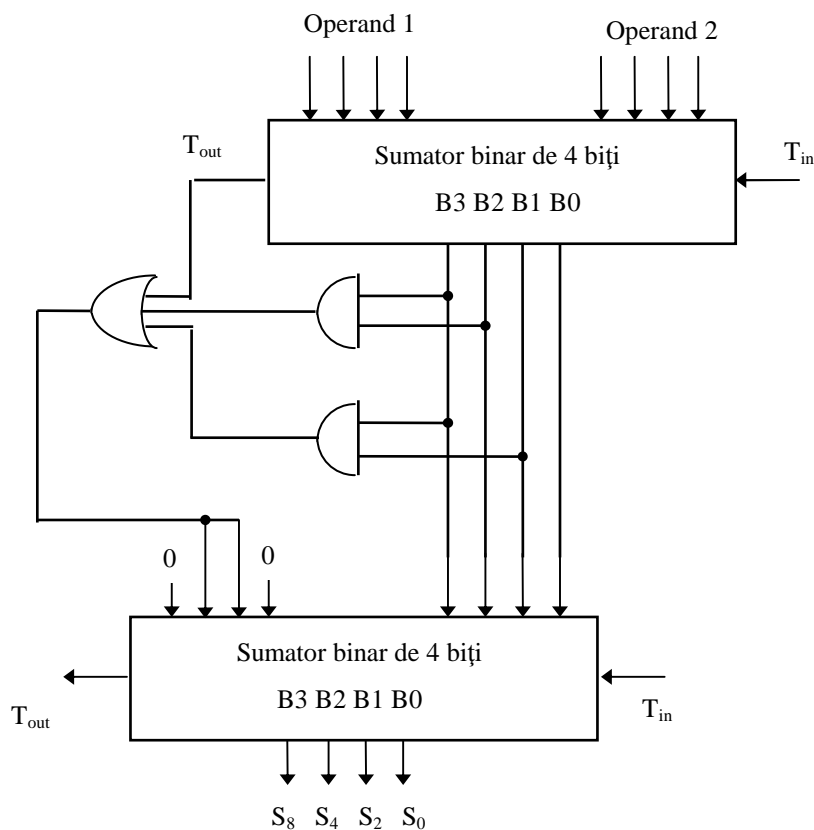 Operand 1
Operand 2
T_out
Sumator binar de 4 biţi
T_in
B3 B2 B1 B0
0
0
Sumator binar de 4 biţi
B3 B2 B1 B0
T_out
T_in
S_8 S_4 S_2 S_0